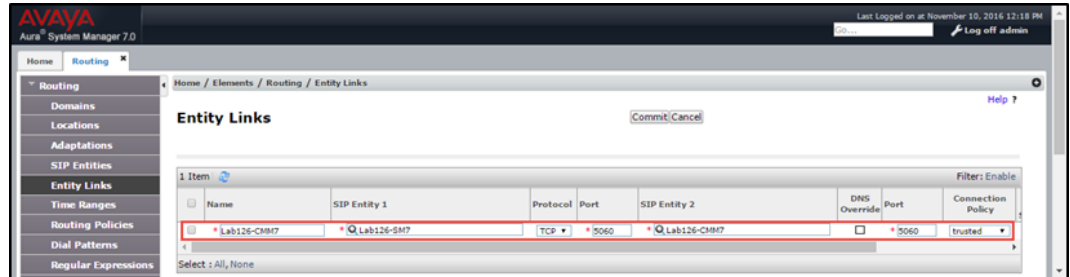 AVAYA
Aura® System Manager 7.0
Last Logged on at November 10, 2016 12:18 PM
Go...
Log off admin
Home
Routing ×
Routing
Domains
Locations
Adaptations
SIP Entities
Entity Links
Time Ranges
Routing Policies
Dial Patterns
Regular Expressions
Home / Elements / Routing / Entity Links
Help ?
Entity Links
Commit Cancel
1 Item
Filter: Enable
Name SIP Entity 1 Protocol Port SIP Entity 2 DNS Override Port Connection Policy
* Lab126-CMM7 * Lab126-SM7 TCP * 5060 * Lab126-CMM7 * 5060 trusted
Select : All, None